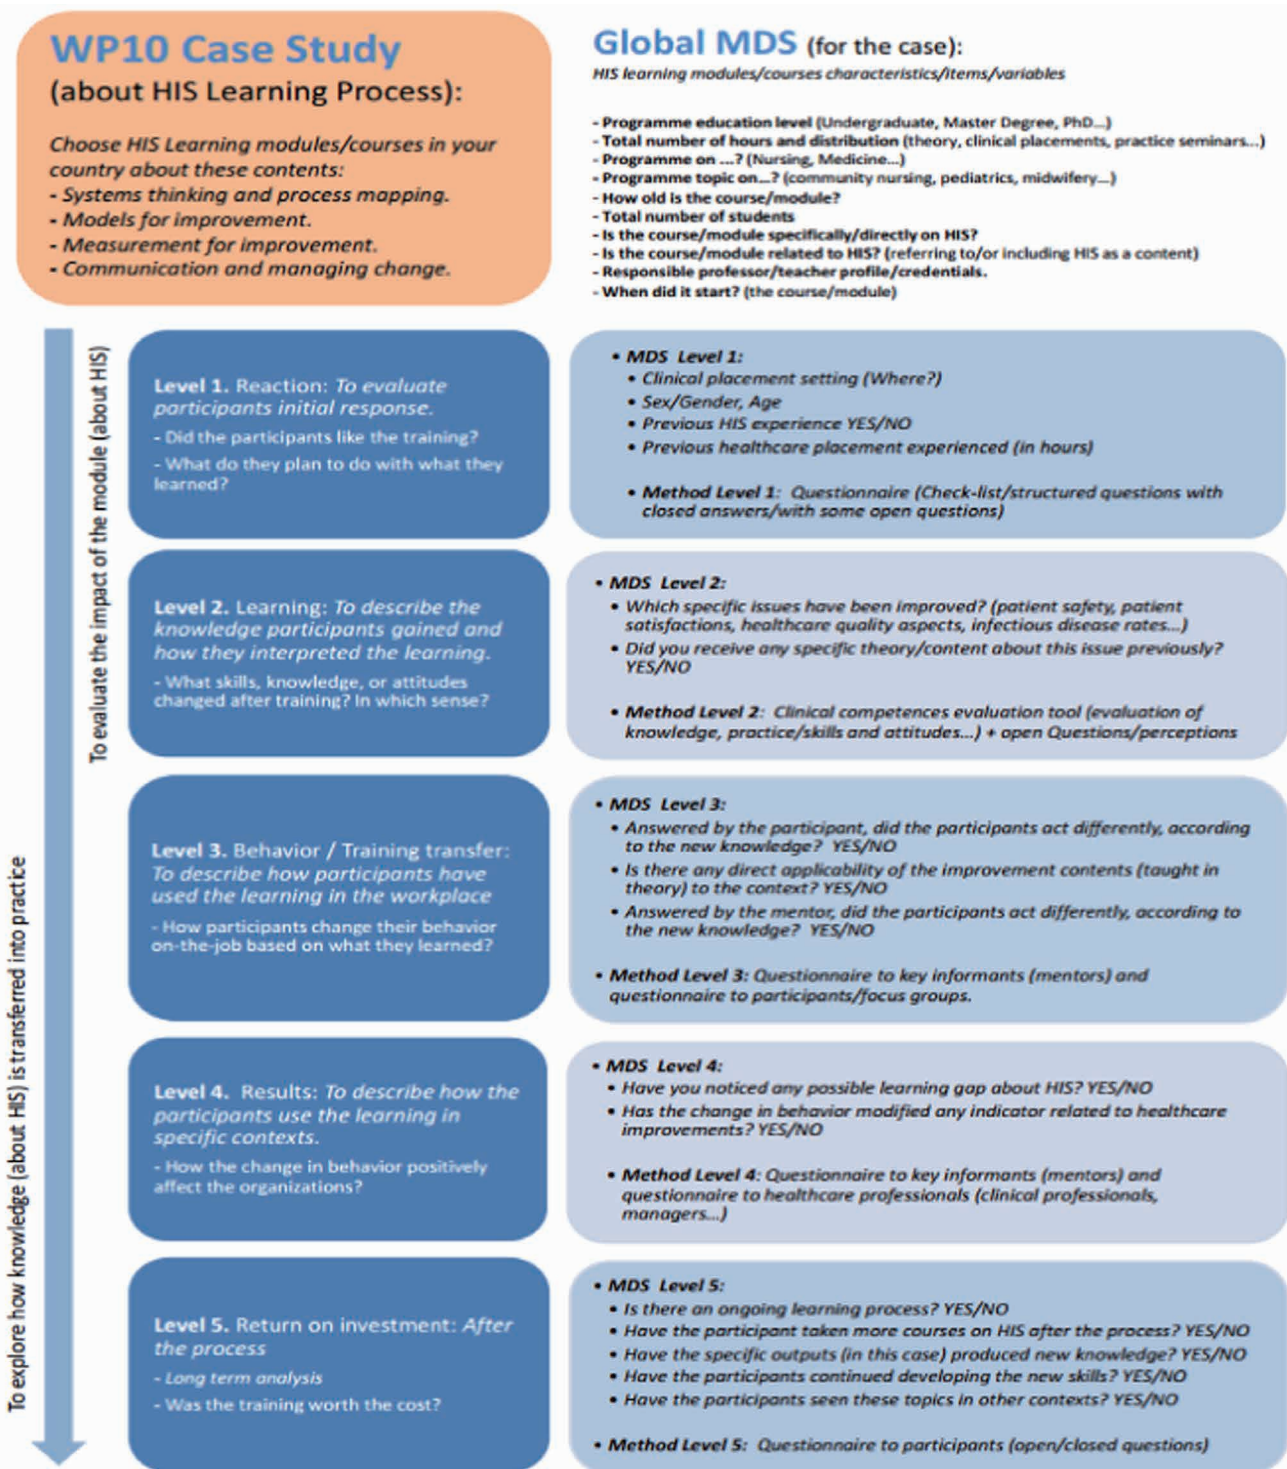 WP10 Case Study
(about HIS Learning Process):
Choose HIS Learning modules/courses in your
country about these contents:
- Systems thinking and process mapping.
- Models for improvement.
- Measurement for improvement.
- Communication and managing change.
Global MDS (for the case):
HIS learning modules/courses characteristics/items/variables
- Programme education level (Undergraduate, Master Degree, PhD...)
- Total number of hours and distribution (theory, clinical placements, practice seminars...)
- Programme on ...? (Nursing, Medicine...)
- Programme topic on...? (community nursing, pediatrics, midwifery...)
- How old is the course/module?
- Total number of students
- Is the course/module specifically/directly on HIS?
- Is the course/module related to HIS? (referring to/or including HIS as a content)
- Responsible professor/teacher profile/credentials.
- When did it start? (the course/module)
To evaluate the impact of the module (about HIS)
To explore how knowledge (about HIS) is transferred into practice
Level 1. Reaction: To evaluate
participants initial response.
- Did the participants like the training?
- What do they plan to do with what they
learned?
• MDS Level 1:
• Clinical placement setting (Where?)
• Sex/Gender, Age
• Previous HIS experience YES/NO
• Previous healthcare placement experienced (in hours)
• Method Level 1: Questionnaire (Check-list/structured questions with
closed answers/with some open questions)
Level 2. Learning: To describe the
knowledge participants gained and
how they interpreted the learning.
- What skills, knowledge, or attitudes
changed after training? In which sense?
• MDS Level 2:
• Which specific issues have been improved? (patient safety, patient
satisfactions, healthcare quality aspects, infectious disease rates...)
• Did you receive any specific theory/content about this issue previously?
YES/NO
• Method Level 2: Clinical competences evaluation tool (evaluation of
knowledge, practice/skills and attitudes...) + open Questions/perceptions
Level 3. Behavior / Training transfer:
To describe how participants have
used the learning in the workplace
- How participants change their behavior
on-the-job based on what they learned?
• MDS Level 3:
• Answered by the participant, did the participants act differently, according
to the new knowledge? YES/NO
• Is there any direct applicability of the improvement contents (taught in
theory) to the context? YES/NO
• Answered by the mentor, did the participants act differently, according to
the new knowledge? YES/NO
• Method Level 3: Questionnaire to key informants (mentors) and
questionnaire to participants/focus groups.
Level 4. Results: To describe how the
participants use the learning in
specific contexts.
- How the change in behavior positively
affect the organizations?
• MDS Level 4:
• Have you noticed any possible learning gap about HIS? YES/NO
• Has the change in behavior modified any indicator related to healthcare
improvements? YES/NO
• Method Level 4: Questionnaire to key informants (mentors) and
questionnaire to healthcare professionals (clinical professionals,
managers...)
Level 5. Return on investment: After
the process
- Long term analysis
- Was the training worth the cost?
• MDS Level 5:
• Is there an ongoing learning process? YES/NO
• Have the participant taken more courses on HIS after the process? YES/NO
• Have the specific outputs (in this case) produced new knowledge? YES/NO
• Have the participants continued developing the new skills? YES/NO
• Have the participants seen these topics in other contexts? YES/NO
• Method Level 5: Questionnaire to participants (open/closed questions)